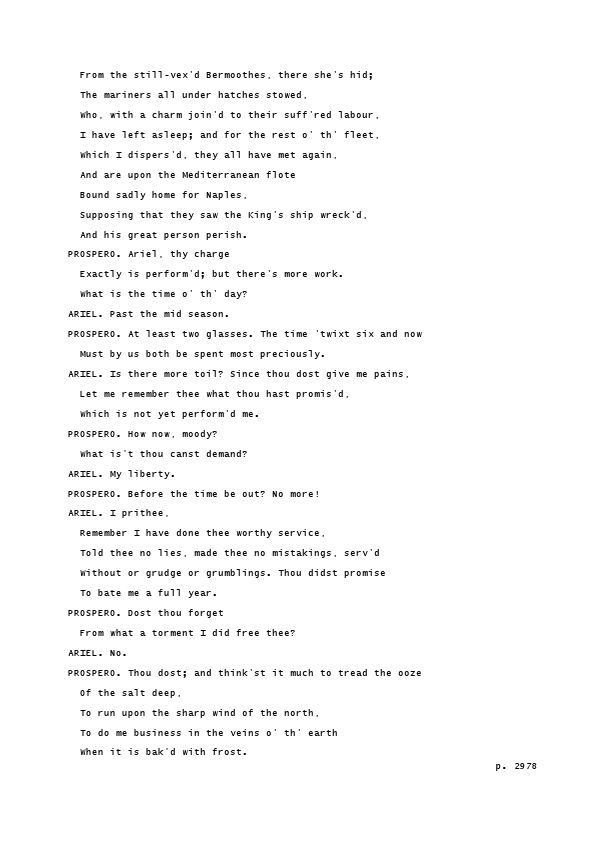 From the still-vex'd Bermoothes, there she's hid;
The mariners all under hatches stowed,
Who, with a charm join'd to their suff'red labour,
I have left asleep; and for the rest o' th' fleet,
Which I dispers'd, they all have met again,
And are upon the Mediterranean flote
Bound sadly home for Naples,
Supposing that they saw the King's ship wreck'd,
And his great person perish.
PROSPERO. Ariel, thy charge
Exactly is perform'd; but there's more work.
What is the time o' th' day?
ARIEL. Past the mid season.
PROSPERO. At least two glasses. The time 'twixt six and now
Must by us both be spent most preciously.
ARIEL. Is there more toil? Since thou dost give me pains,
Let me remember thee what thou hast promis'd,
Which is not yet perform'd me.
PROSPERO. How now, moody?
What is't thou canst demand?
ARIEL. My liberty.
PROSPERO. Before the time be out? No more!
ARIEL. I prithee,
Remember I have done thee worthy service,
Told thee no lies, made thee no mistakings, serv'd
Without or grudge or grumblings. Thou didst promise
To bate me a full year.
PROSPERO. Dost thou forget
From what a torment I did free thee?
ARIEL. No.
PROSPERO. Thou dost; and think'st it much to tread the ooze
Of the salt deep,
To run upon the sharp wind of the north,
To do me business in the veins o' th' earth
When it is bak'd with frost.
p. 2978